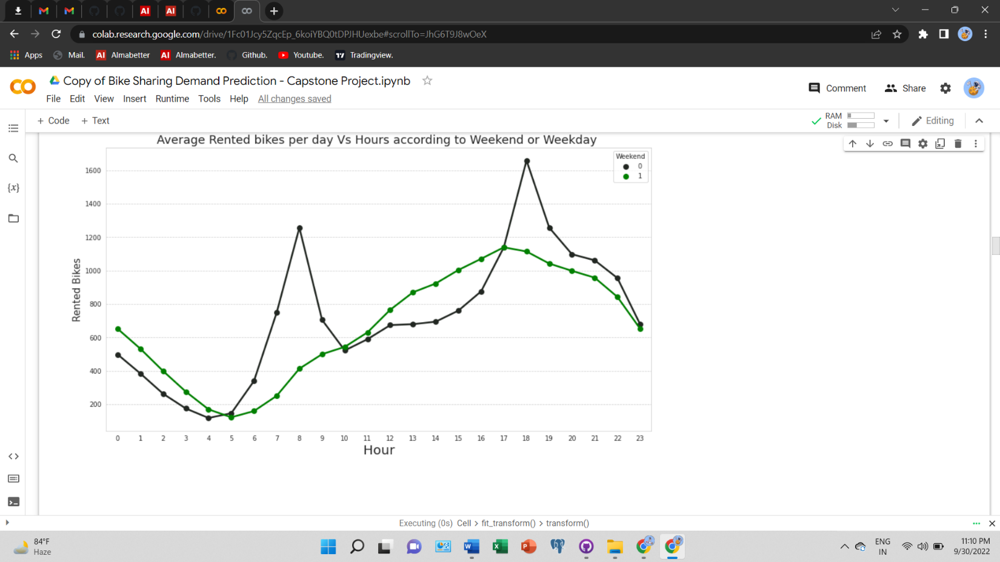 AI
AI
colab.research.google.com/drive/1Fc01Jcy5ZqcEp_6koiYBQ0tDPJHUexbe#scrollTo=JhG6T9J8wOeX
Apps
Mail.
AI Almabetter
AI Almabetter.
Github.
Youtube.
Tradingview.
Copy of Bike Sharing Demand Prediction - Capstone Project.ipynb
Comment
Share
File Edit View Insert Runtime Tools Help All changes saved
+ Code + Text
RAM
Disk
Editing
Average Rented bikes per day Vs Hours according to Weekend or Weekday
Weekend
0
1
{x}
1600
1400
1200
1000
800
600
400
200
Rented Bikes
0 1 2 3 4 5 6 7 8 9 10 11 12 13 14 15 16 17 18 19 20 21 22 23
Hour
Executing (0s) Cell > fit_transform() > transform()
84°F
Haze
W
X
P
ENG
IN
11:10 PM
9/30/2022